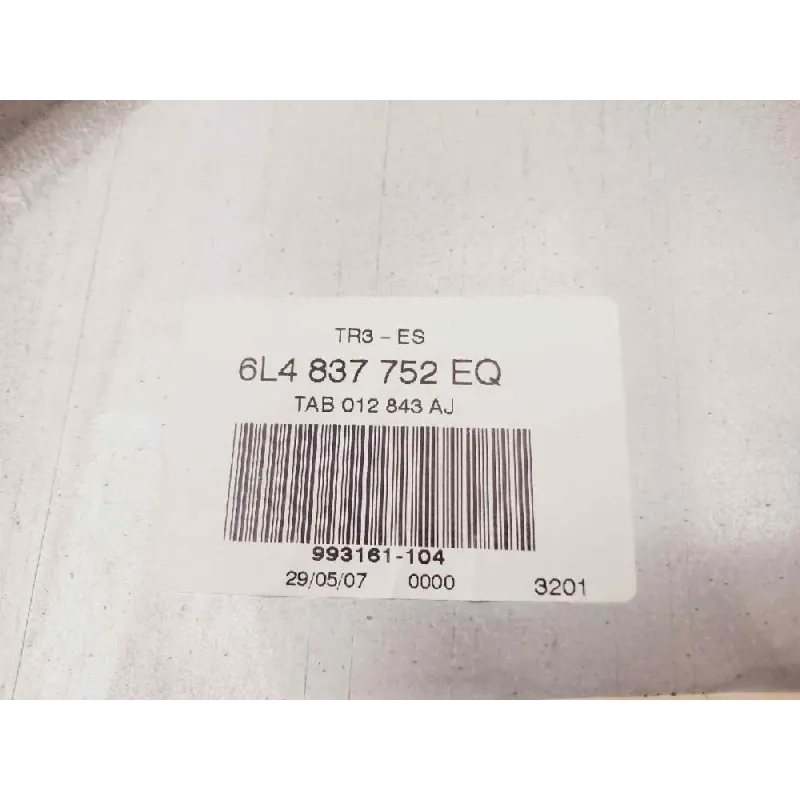 TR3 - ES
6L4 837 752 EQ
TAB 012 843 AJ
993161-104
29/05/07 0000 3201